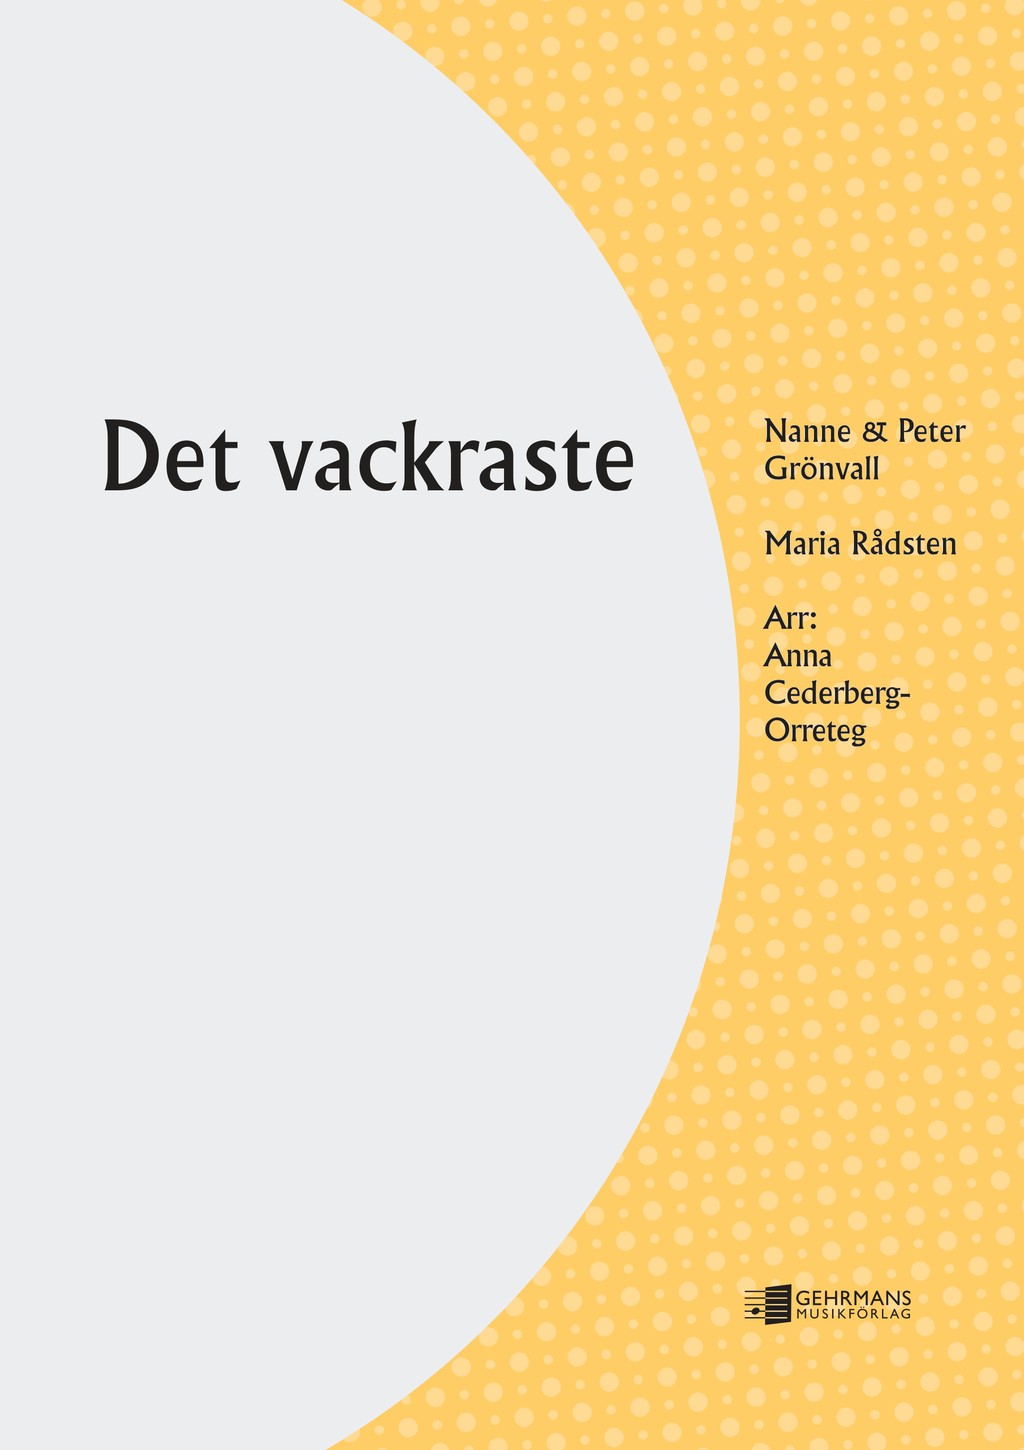 Det vackraste
Nanne & Peter
Grönvall
Maria Rådsten
Arr:
Anna
Cederberg-
Orreteg
GEHRMANS
MUSIKFÖRLAG